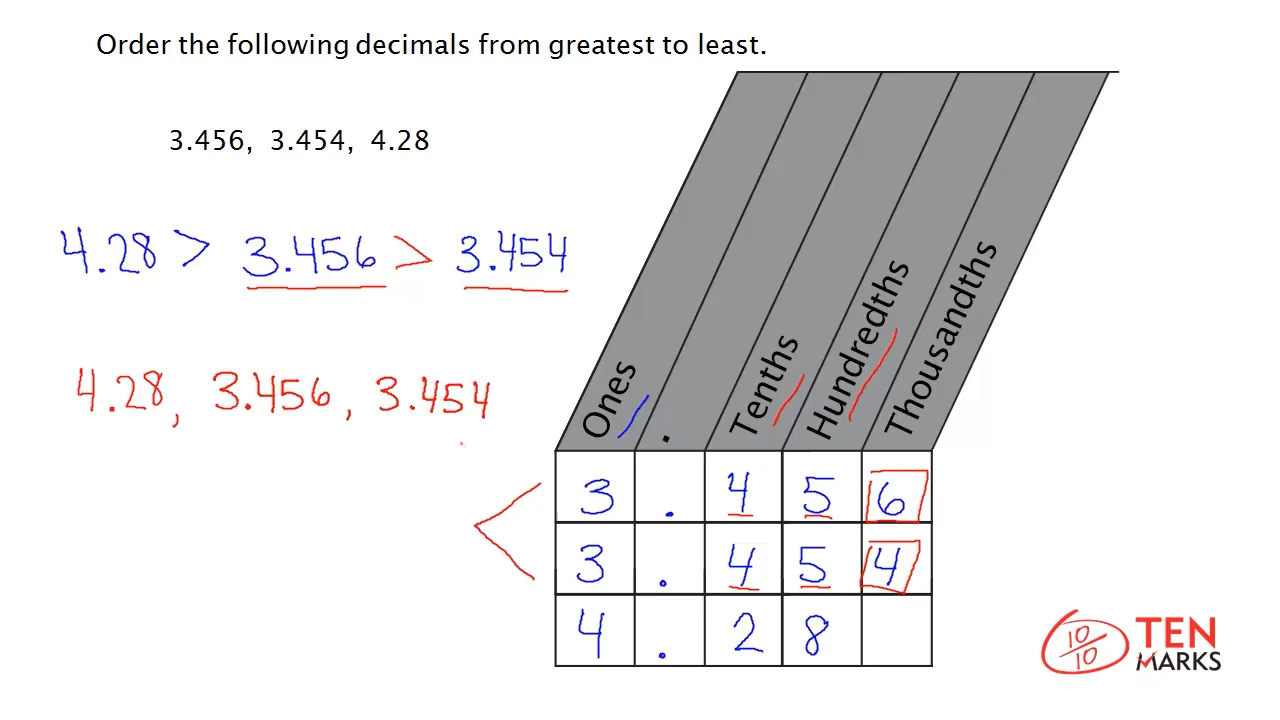 Order the following decimals from greatest to least.
3.456, 3.454, 4.28
4.28 > 3.456 > 3.454
4.28, 3.456, 3.454
Ones . Tenths Hundredths Thousandths
3 . 4 5 6
3 . 4 5 4
4 . 2 8
10/10 TEN
MARKS